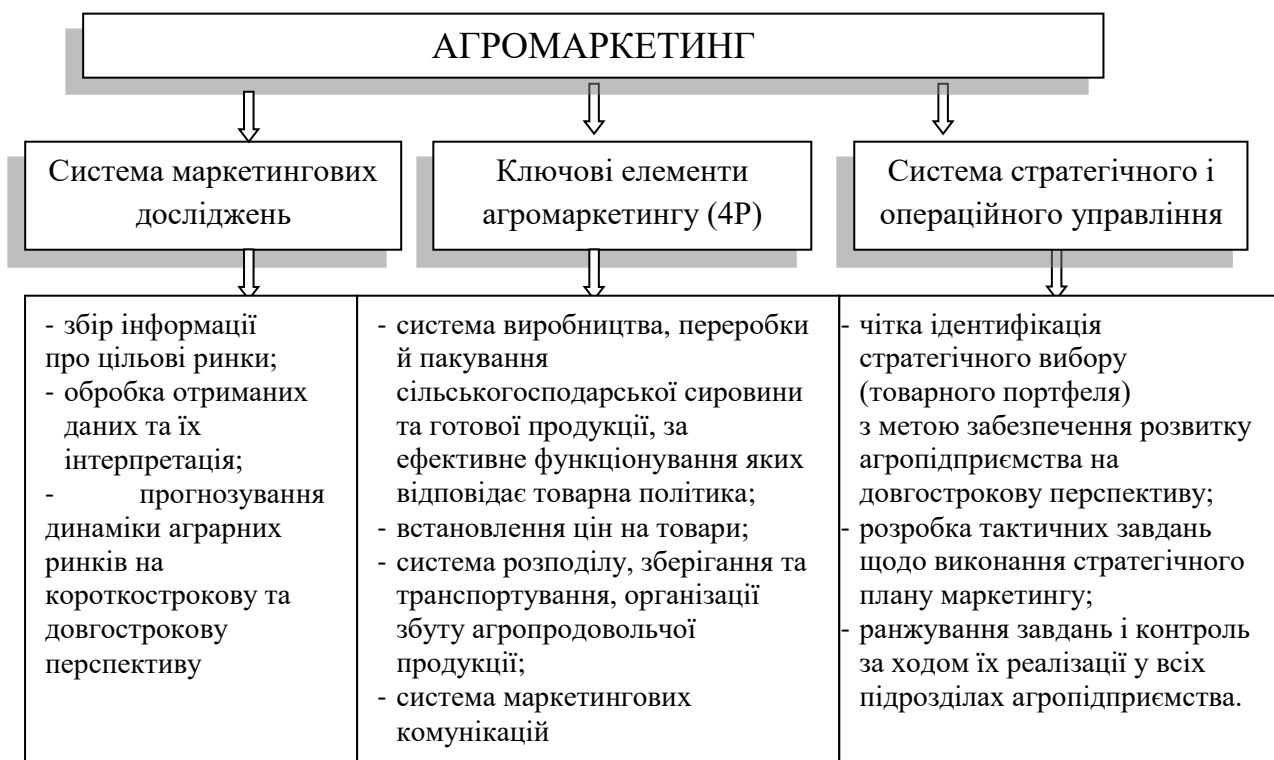 АГРОМАРКЕТИНГ
Система маркетингових
досліджень
Ключові елементи
агромаркетингу (4Р)
Система стратегічного і
операційного управління
- збір інформації
про цільові ринки;
- обробка отриманих
даних та їх
інтерпретація;
- прогнозування
динаміки аграрних
ринків на
короткострокову та
довгострокову
перспективу
- система виробництва, переробки
й пакування
сільськогосподарської сировини
та готової продукції, за
ефективне функціонування яких
відповідає товарна політика;
- встановлення цін на товари;
- система розподілу, зберігання та
транспортування, організації
збуту агропродовольчої
продукції;
- система маркетингових
комунікацій
- чітка ідентифікація
стратегічного вибору
(товарного портфеля)
з метою забезпечення розвитку
агропідприємства на
довгострокову перспективу;
- розробка тактичних завдань
щодо виконання стратегічного
плану маркетингу;
- ранжування завдань і контроль
за ходом їх реалізації у всіх
підрозділах агропідприємства.